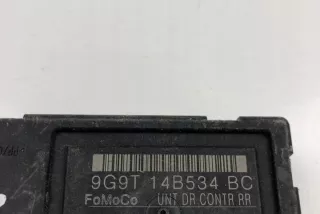 9G9T 14B534 BC
FoMoCo UNT DR CONTR RR